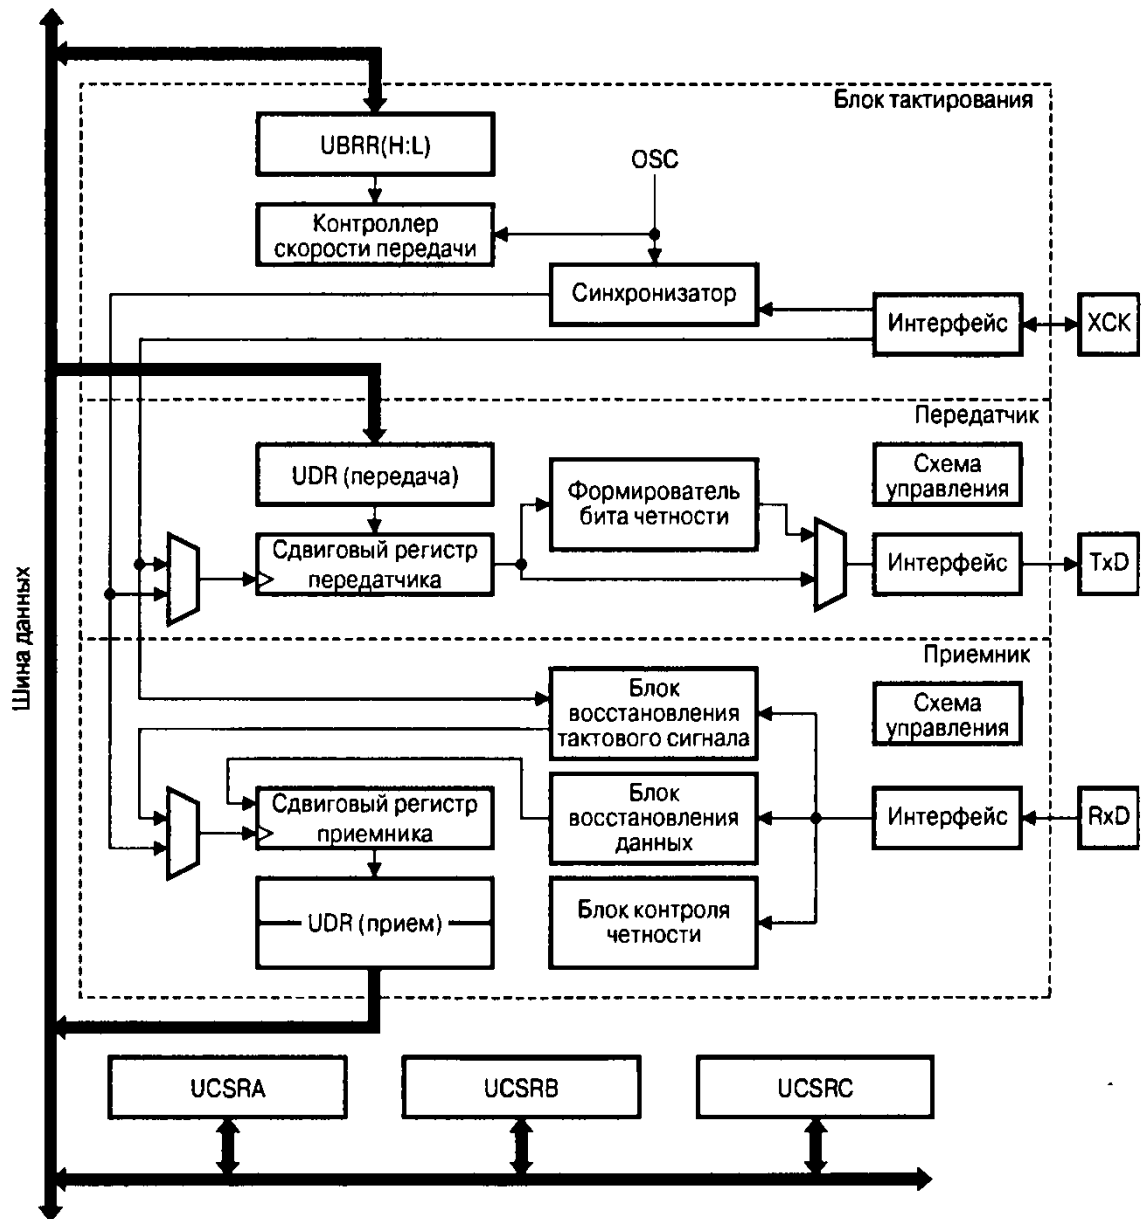 Блок тактирования
UBRR(H:L)
OSC
Контроллер
скорости передачи
Синхронизатор
Интерфейс
XCK
Передатчик
UDR (передача)
Формирователь
бита четности
Схема
управления
Сдвиговый регистр
передатчика
Интерфейс
TxD
Шина данных
Приемник
Блок
восстановления
тактового сигнала
Схема
управления
Сдвиговый регистр
приемника
Блок
восстановления
данных
Интерфейс
RxD
UDR (прием)
Блок контроля
четности
UCSRA
UCSRB
UCSRC